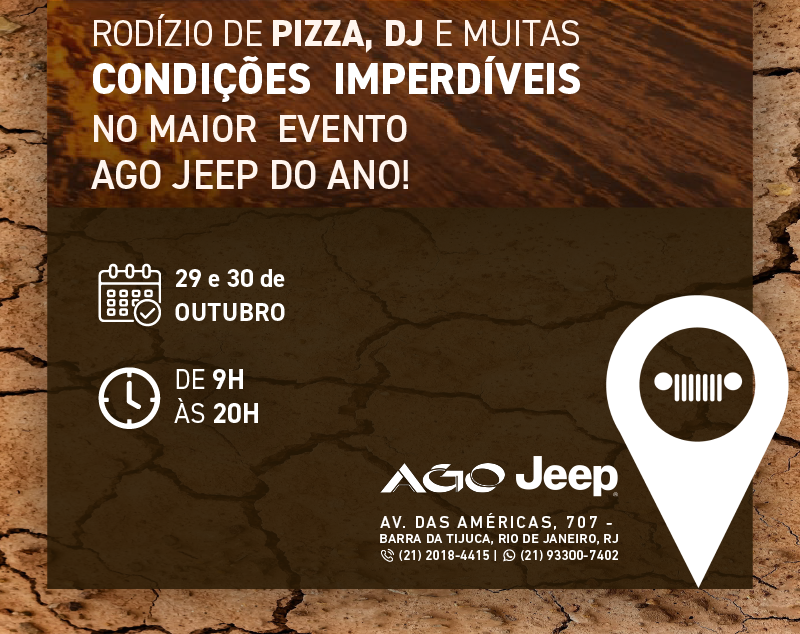 RODÍZIO DE PIZZA, DJ E MUITAS
CONDIÇÕES IMPERDÍVEIS
NO MAIOR EVENTO
AGO JEEP DO ANO!
29 e 30 de
OUTUBRO
DE 9H
ÀS 20H
AGO Jeep®
AV. DAS AMÉRICAS, 707 -
BARRA DA TIJUCA, RIO DE JANEIRO, RJ
(21) 2018-4415 | (21) 93300-7402